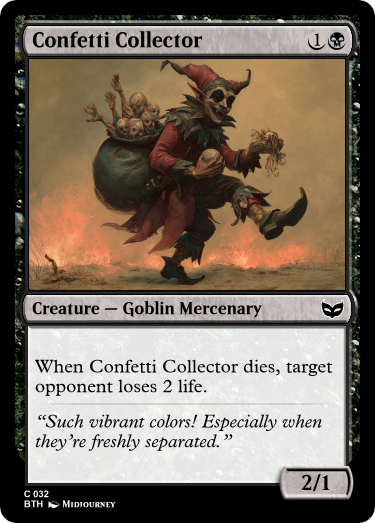 Confetti Collector 1
Creature — Goblin Mercenary
When Confetti Collector dies, target
opponent loses 2 life.
“Such vibrant colors! Especially when
they’re freshly separated.”
2/1
C 032
BTH Midjourney